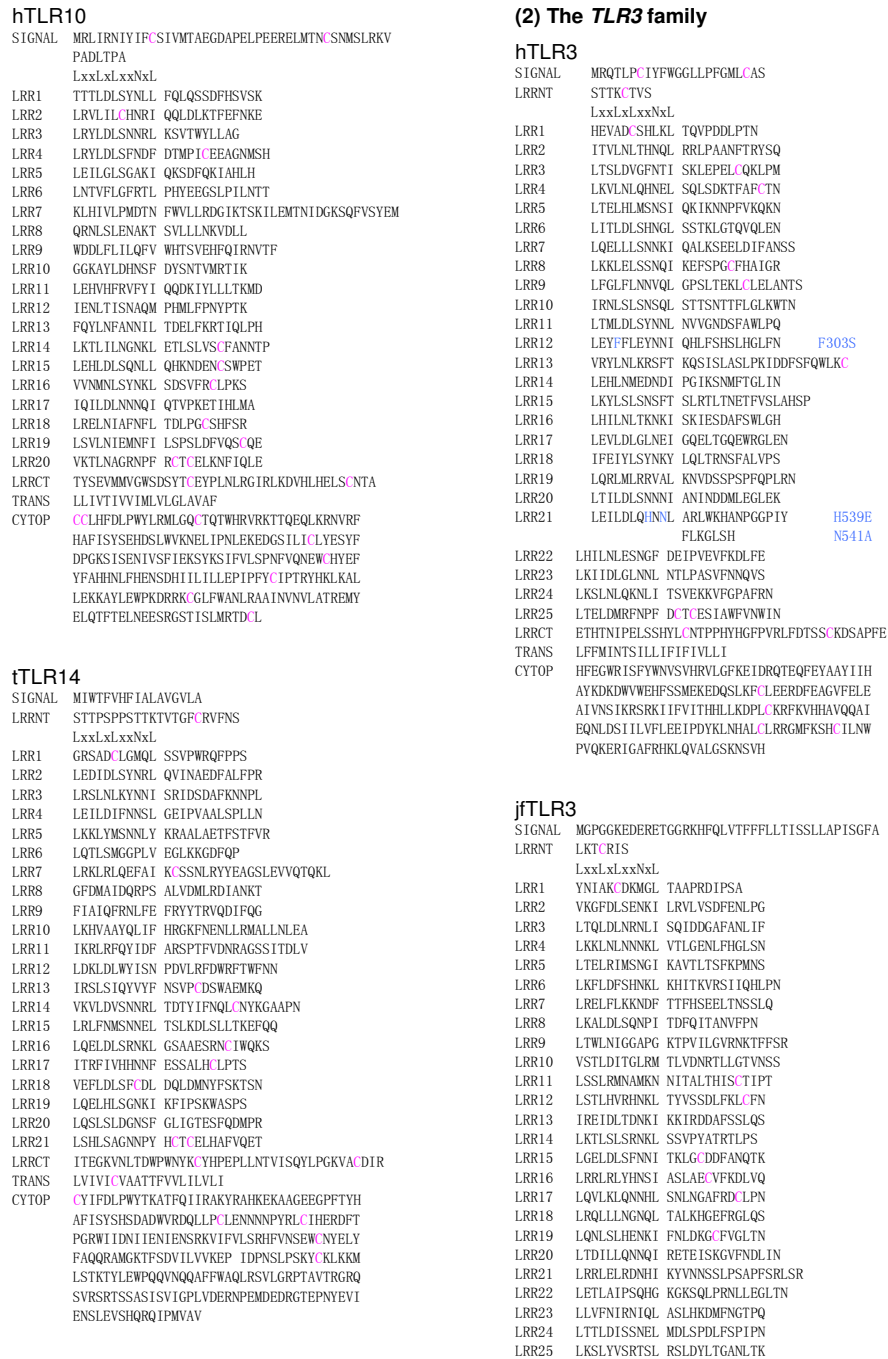 hTLR10
SIGNAL MRLIRNIYIFCSIVMTAEGDAPELPEERELMTNCSNMSLRKV
PADLTPA
LxxLxLxxNxL
LRR1 TTTLDLSYNLL FQLQSSDFHSVSK
LRR2 LRVLILCHNRI QQLDLKTFEFNKE
LRR3 LRYLDLSNNRL KSVTWYLLAG
LRR4 LRYLDLSFNDF DTMPICEEAGNMSH
LRR5 LEILGLSGAKI QKSDFQKIAHLH
LRR6 LNTVFLGFRTL PHYEEGSLPILNTT
LRR7 KLHIVLPMDTN FWVLLRDGIKTSKILEMTNIDGKSQFVSYEM
LRR8 QRNLSLENAKT SVLLLNKVDLL
LRR9 WDDLFLILQFV WHTSVEHFQIRNVTF
LRR10 GGKAYLDHNSF DYSNTVMRTIK
LRR11 LEHVHFRVFYI QQDKIYLLLTKMD
LRR12 IENLTISNAQM PHMLFPNYPTK
LRR13 FQYLNFANNIL TDELFKRTIQLPH
LRR14 LKTLILNGNKL ETLSLVSCFANNTP
LRR15 LEHLDLSQNLL QHKNDENCSWPET
LRR16 VVNMNLSYNKL SDSVFRCLPKS
LRR17 IQILDLNNNQI QTVPKETIHLMA
LRR18 LRELNIAFNFL TDLPGCSHFSR
LRR19 LSVLNIEMNFI LSPSLDFVQSCQE
LRR20 VKTLNAGRNPF RCTCELKNFIQLE
LRRCT TYSEVMMVGWSDSYTCEYPLNLRGIRLKDVHLHELSCNTA
TRANS LLIVTIVVIMLVLGLAVAF
CYTOP CCLHFDLPWYLRMLGQCTQTWHRVRKTTQEQLKRNVRF
HAFISYSEHDSLWVKNELIPNLEKEDGSILICLYESYF
DPGKSISENIVSFIEKSYKSIFVLSPNFVQNEWCHYEF
YFAHHNLFHENSDHIILILLEPIPFYCIPTRYHKLKAL
LEKKAYLEWPKDRRKCGLFWANLRAAINVNVLATREMY
ELQTFTELNEESRGSTISLMRTDCL
tTLR14
SIGNAL MIWTFVHFIALAVGVLA
LRRNT STTPSPPSTTKTVTGFCRVFNS
LxxLxLxxNxL
LRR1 GRSADCLGMQL SSVPWRQFPPS
LRR2 LEDIDLSYNRL QVINAEDFALFPR
LRR3 LRSLNLKYNNI SRIDSDAFKNNPL
LRR4 LEILDIFNNSL GEIPVAALSPLLN
LRR5 LKKLYMSNNLY KRAALAETFSTFVR
LRR6 LQTLSMGGPLV EGLKKGDFQP
LRR7 LRKLRLQEFAI KCSSNLRYYEAGSLEVVQTQKL
LRR8 GFDMAIDQRPS ALVDMLRDIANKT
LRR9 FIAIQFRNLFE FRYYTRVQDIFQG
LRR10 LKHVAAYQLIF HRGKFNENLLRMALLNLEA
LRR11 IKRLRFQYIDF ARSPTFVDNRAGSSITDLV
LRR12 LDKLDLWYISN PDVLRFDWRFTWFNN
LRR13 IRSLSIQYVYF NSVPCDSWAEMKQ
LRR14 VKVLDVSNNRL TDTYIFNQLCNYKGAAPN
LRR15 LRLFNMSNNEL TSLKDLSLLTKEFQQ
LRR16 LQELDLSRNKL GSAAESRNCIWQKS
LRR17 ITRFIVHHNNF ESSALHCLPTS
LRR18 VEFLDLSFCDL DQLDMNYFSKTSN
LRR19 LQELHLSGNKI KFIPSKWASPS
LRR20 LQSLSLDGNSF GLIGTESFQDMPR
LRR21 LSHLSAGNNPY HCTCELHAFVQET
LRRCT ITEGKVNLTDWPWNYKCYHPEPLLNTVISQYLPGKVACDIR
TRANS LVIVICVAATTFVVLILVLI
CYTOP CYIFDLPWYTKATFQIIRAKYRAHKEKAAGEEGPFTYH
AFISYSHSDADWVRDQLLPCLENNNNPYRLCIHERDFT
PGRWIIDNIIENIENSRKVIFVLSRHFVNSEWCNYELY
FAQQRAMGKTFSDVILVVKEP IDPNSLPSKYCKLKKM
LSTKTYLEWPQQVNQQAFFWAQLRSVLGRPTAVTRGRQ
SVRSRTSSASISVIGPLVDERNPEMDEDRGTEPNYEVI
ENSLEVSHQRQIPMVAV
(2) The TLR3 family
hTLR3
SIGNAL MRQTLPCIYFWGGLLPFGMLCAS
LRRNT STTKCTVS
LxxLxLxxNxL
LRR1 HEVADCSHLKL TQVPDDLPTN
LRR2 ITVLNLTHNQL RRLPAANFTRYSQ
LRR3 LTSLDVGFNTI SKLEPELCQKLPM
LRR4 LKVLNLQHNEL SQLSDKTFAFCTN
LRR5 LTELHLMSNSI QKIKNNPFVKQKN
LRR6 LITLDLSHNGL SSTKLGTQVQLEN
LRR7 LQELLLSNNKI QALKSEELDIFANSS
LRR8 LKKLELSSNQI KEFSPGCFHAIGR
LRR9 LFGLFLNNVQL GPSLTEKLCLELANTS
LRR10 IRNLSLSNSQL STTSNTTFLGLKWTN
LRR11 LTMLDLSYNNL NVVGNDSFAWLPQ
LRR12 LEYFFLEYNNI QHLFSHSLHGLFN F303S
LRR13 VRYLNLKRSFT KQSISLASLPKIDDFSFQWLKC
LRR14 LEHLNMEDNDI PGIKSNMFTGLIN
LRR15 LKYLSLSNSFT SLRTLTNETFVSLAHSP
LRR16 LHILNLTKNKI SKIESDAFSWLGH
LRR17 LEVLDLGLNEI GQELTGQEWRGLEN
LRR18 IFEIYLSYNKY LQLTRNSFALVPS
LRR19 LQRLMLRRVAL KNVDSSPSPFQPLRN
LRR20 LTILDLSNNNI ANINDDMLEGLEK
LRR21 LEILDLQHNNL ARLWKHANPGGPIY H539E
FLKGLSH N541A
LRR22 LHILNLESNGF DEIPVEVFKDLFE
LRR23 LKIIDLGLNNL NTLPASVFNNQVS
LRR24 LKSLNLQKNLI TSVEKKVFGPAFRN
LRR25 LTELDMRFNPF DCTCESIAWFVNWIN
LRRCT ETHTNIPELSSHYLCNTPPHYHGFPVRLFDTSSCKDSAPFE
TRANS LFFMINTSILLIFIFIVLLI
CYTOP HFEGWRISFYWNVSVHRVLGFKEIDRQTEQFEYAAYIIH
AYKDKDWVWEHFSSMEKEDQSLKFCLEERDFEAGVFELE
AIVNSIKRSRKIIFVITHHLLKDPLCKRFKVHHAVQQAI
EQNLDSIILVFLEEIPDYKLNHALCLRRGMFKSHCILNW
PVQKERIGAFRHKLQVALGSKNSVH
jfTLR3
SIGNAL MGPGGKEDERETGGRKHFQLVTFFFLLTISSLLAPISGFA
LRRNT LKTCRIS
LxxLxLxxNxL
LRR1 YNIAKCDKMGL TAAPRDIPSA
LRR2 VKGFDLSENKI LRVLVSDFENLPG
LRR3 LTQLDLNRNLI SQIDDGAFANLIF
LRR4 LKKLNLNNNKL VTLGENLFHGLSN
LRR5 LTELRIMSNGI KAVTLTSFKPMNS
LRR6 LKFLDFSHNKL KHITKVRSIIQHLPN
LRR7 LRELFLKKNDF TTFHSEELTNSSLQ
LRR8 LKALDLSQNPI TDFQITANVFPN
LRR9 LTWLNIGGAPG KTPVILGVRNKTFFSR
LRR10 VSTLDITGLRM TLVDNRTLLGTVNSS
LRR11 LSSLRMNAMKN NITALTHISCTIPT
LRR12 LSTLHVRHNKL TYVSSDLFKLCFN
LRR13 IREIDLTDNKI KKIRDDAFSSLQS
LRR14 LKTLSLSRNKL SSVPYATRTLPS
LRR15 LGELDLSFNNI TKLGCDDFANQTK
LRR16 LRRLRLYHNSI ASLAECVFKDLVQ
LRR17 LQVLKLQNNHL SNLNGAFRDCLPN
LRR18 LRQLLLNGNQL TALKHGEFRGLQS
LRR19 LQNLSLHENKI FNLDKGCFVGLTN
LRR20 LTDILLQNNQI RETEISKGVFNDLIN
LRR21 LRRLELRDNHI KYVNNSSLPSAPFSRLSR
LRR22 LETLAIPSQHG KGKSQLPRNLLEGLTN
LRR23 LLVFNIRNIQL ASLHKDMFNGTPQ
LRR24 LTTLDISSNEL MDLSPDLFSPIPN
LRR25 LKSLYVSRTSL RSLDYLTGANLTK